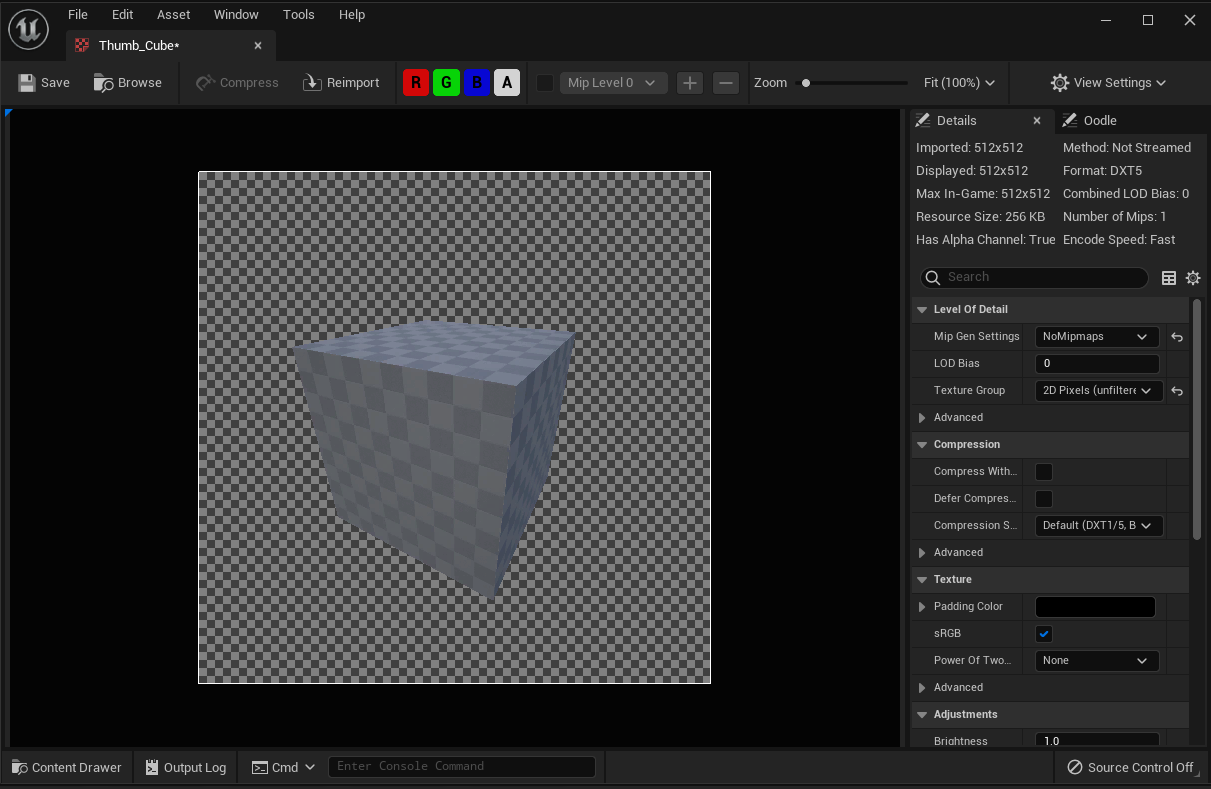 File Edit Asset Window Tools Help
Thumb_Cube*
Save Browse Compress Reimport R G B A Mip Level 0 Zoom Fit (100%) View Settings
Details Oodle
Imported: 512x512 Method: Not Streamed
Displayed: 512x512 Format: DXT5
Max In-Game: 512x512 Combined LOD Bias: 0
Resource Size: 256 KB Number of Mips: 1
Has Alpha Channel: True Encode Speed: Fast
Search
Level Of Detail
Mip Gen Settings NoMipmaps
LOD Bias 0
Texture Group 2D Pixels (unfiltere
Advanced
Compression
Compress With...
Defer Compres...
Compression S... Default (DXT1/5, B
Advanced
Texture
Padding Color
sRGB
Power Of Two... None
Advanced
Adjustments
Brightness 1.0
Content Drawer Output Log Cmd Enter Console Command Source Control Off